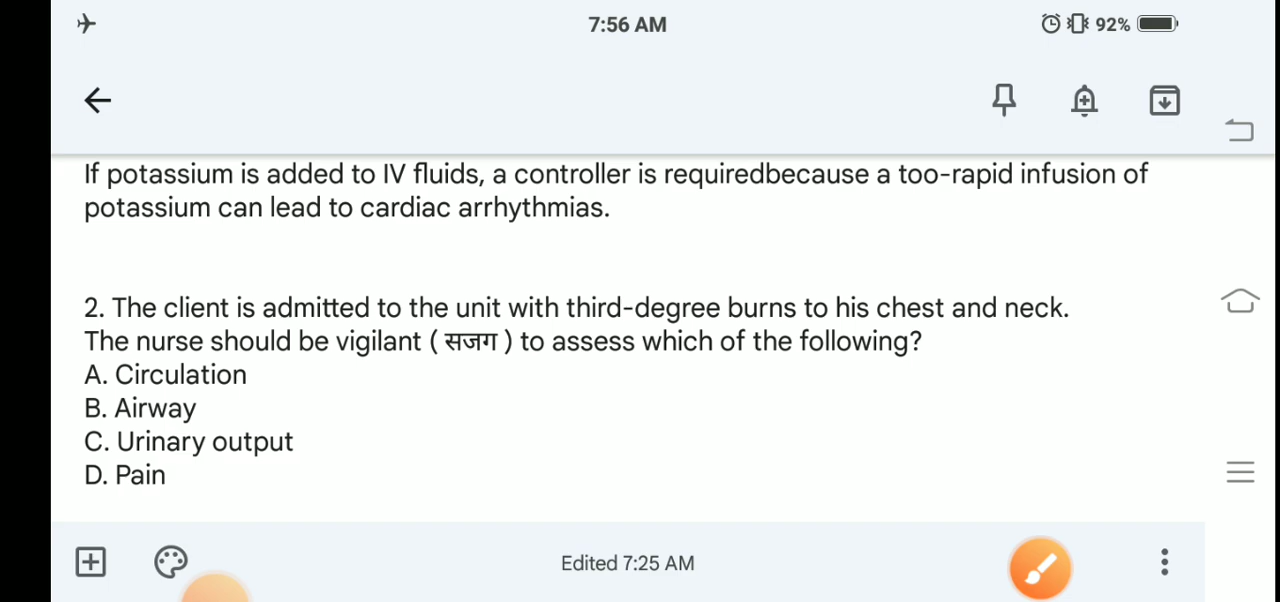 7:56 AM
92%
If potassium is added to IV fluids, a controller is requiredbecause a too-rapid infusion of
potassium can lead to cardiac arrhythmias.
2. The client is admitted to the unit with third-degree burns to his chest and neck.
The nurse should be vigilant ( सजग ) to assess which of the following?
A. Circulation
B. Airway
C. Urinary output
D. Pain
Edited 7:25 AM